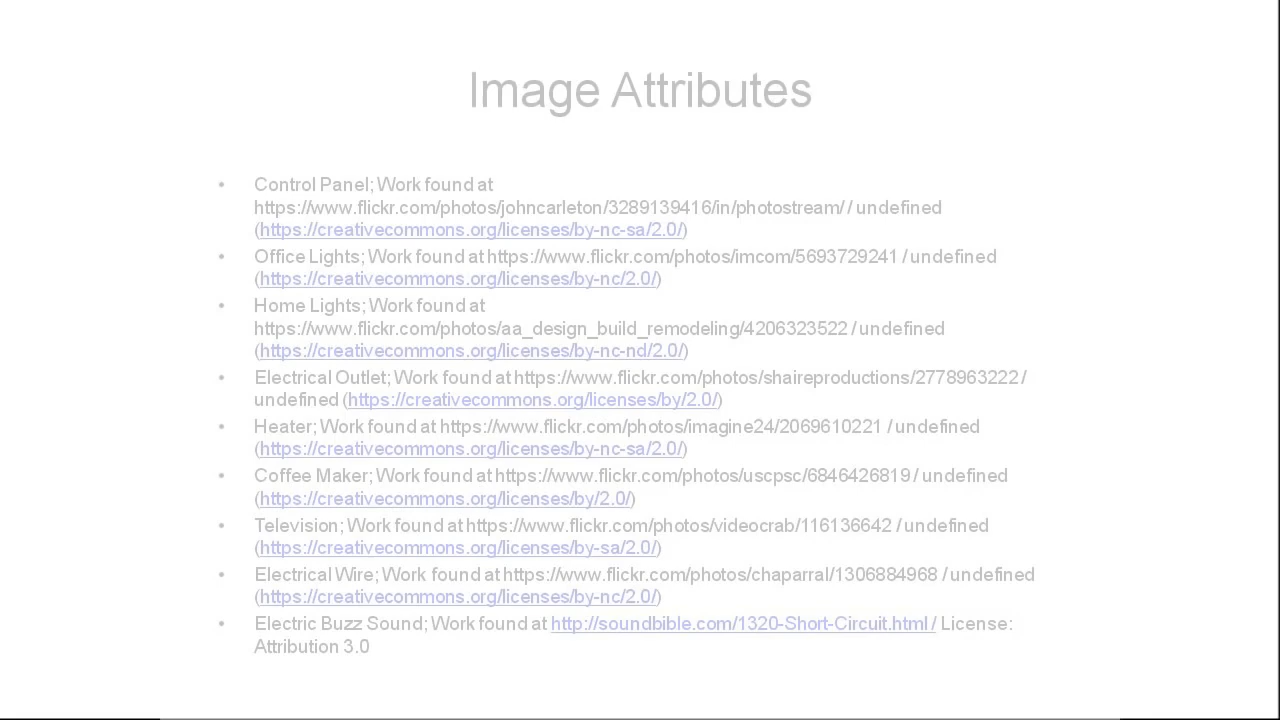 Image Attributes
• Control Panel; Work found at
https://www.flickr.com/photos/johncarleton/3289139416/in/photostream/ / undefined
(https://creativecommons.org/licenses/by-nc-sa/2.0/)
• Office Lights; Work found at https://www.flickr.com/photos/imcom/5693729241 / undefined
(https://creativecommons.org/licenses/by-nc/2.0/)
• Home Lights; Work found at
https://www.flickr.com/photos/aa_design_build_remodeling/4206323522 / undefined
(https://creativecommons.org/licenses/by-nc-nd/2.0/)
• Electrical Outlet; Work found at https://www.flickr.com/photos/shaireproductions/2778963222 /
undefined (https://creativecommons.org/licenses/by/2.0/)
• Heater; Work found at https://www.flickr.com/photos/imagine24/2069610221 / undefined
(https://creativecommons.org/licenses/by-nc-sa/2.0/)
• Coffee Maker; Work found at https://www.flickr.com/photos/uscpsc/6846426819 / undefined
(https://creativecommons.org/licenses/by/2.0/)
• Television; Work found at https://www.flickr.com/photos/videocrab/116136642 / undefined
(https://creativecommons.org/licenses/by-sa/2.0/)
• Electrical Wire; Work found at https://www.flickr.com/photos/chaparral/1306884968 / undefined
(https://creativecommons.org/licenses/by-nc/2.0/)
• Electric Buzz Sound; Work found at http://soundbible.com/1320-Short-Circuit.html / License:
Attribution 3.0